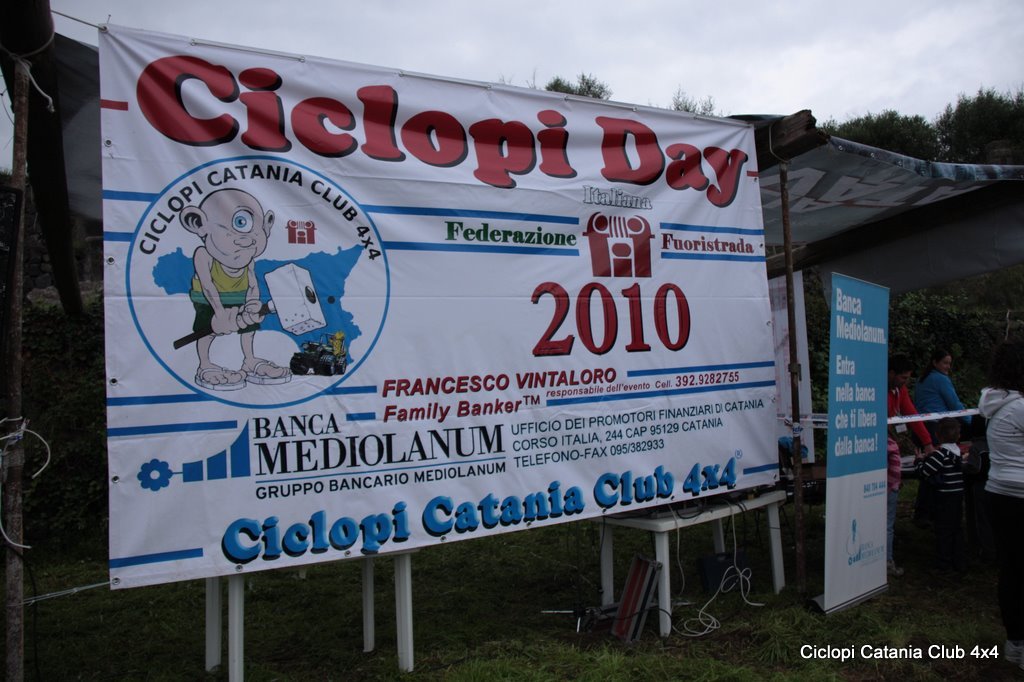 Ciclopi Day
CICLOPI CATANIA CLUB 4x4
Italiana
Federazione
Fuoristrada
2010
FRANCESCO VINTALORO
responsabile dell'evento Cell. 392.9282755
Family Banker™
BANCA
MEDIOLANUM
GRUPPO BANCARIO MEDIOLANUM
UFFICIO DEI PROMOTORI FINANZIARI DI CATANIA
CORSO ITALIA, 244 CAP 95129 CATANIA
TELEFONO-FAX 095/382933
Ciclopi Catania Club 4x4®
Banca
Mediolanum.
Entra
nella banca
che ti libera
dalla banca!
BANCA
MEDIOLANUM
Ciclopi Catania Club 4x4